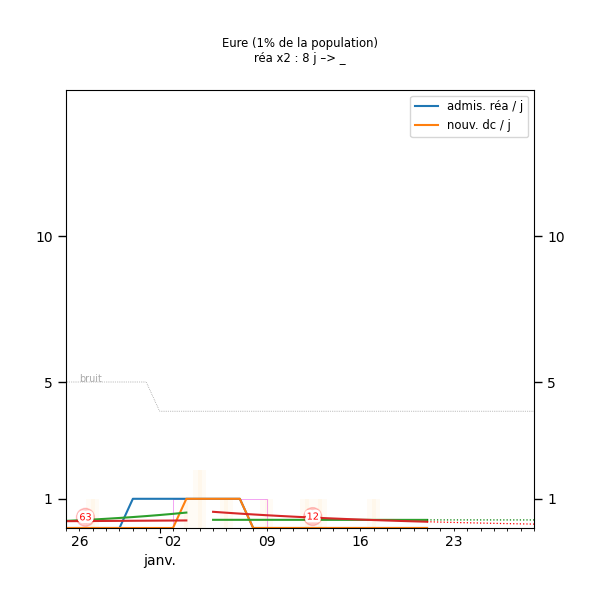 Eure (1% de la population)
réa x2 : 8 j –> _
admis. réa / j
nouv. dc / j
10
10
bruit
5
5
1
1
63
12
26
02
09
16
23
janv.